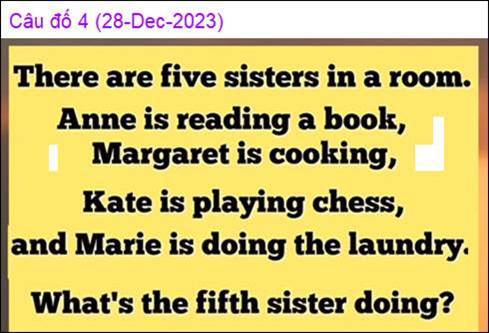 Câu đố 4 (28-Dec-2023)
There are five sisters in a room.
Anne is reading a book,
Margaret is cooking,
Kate is playing chess,
and Marie is doing the laundry.
What's the fifth sister doing?